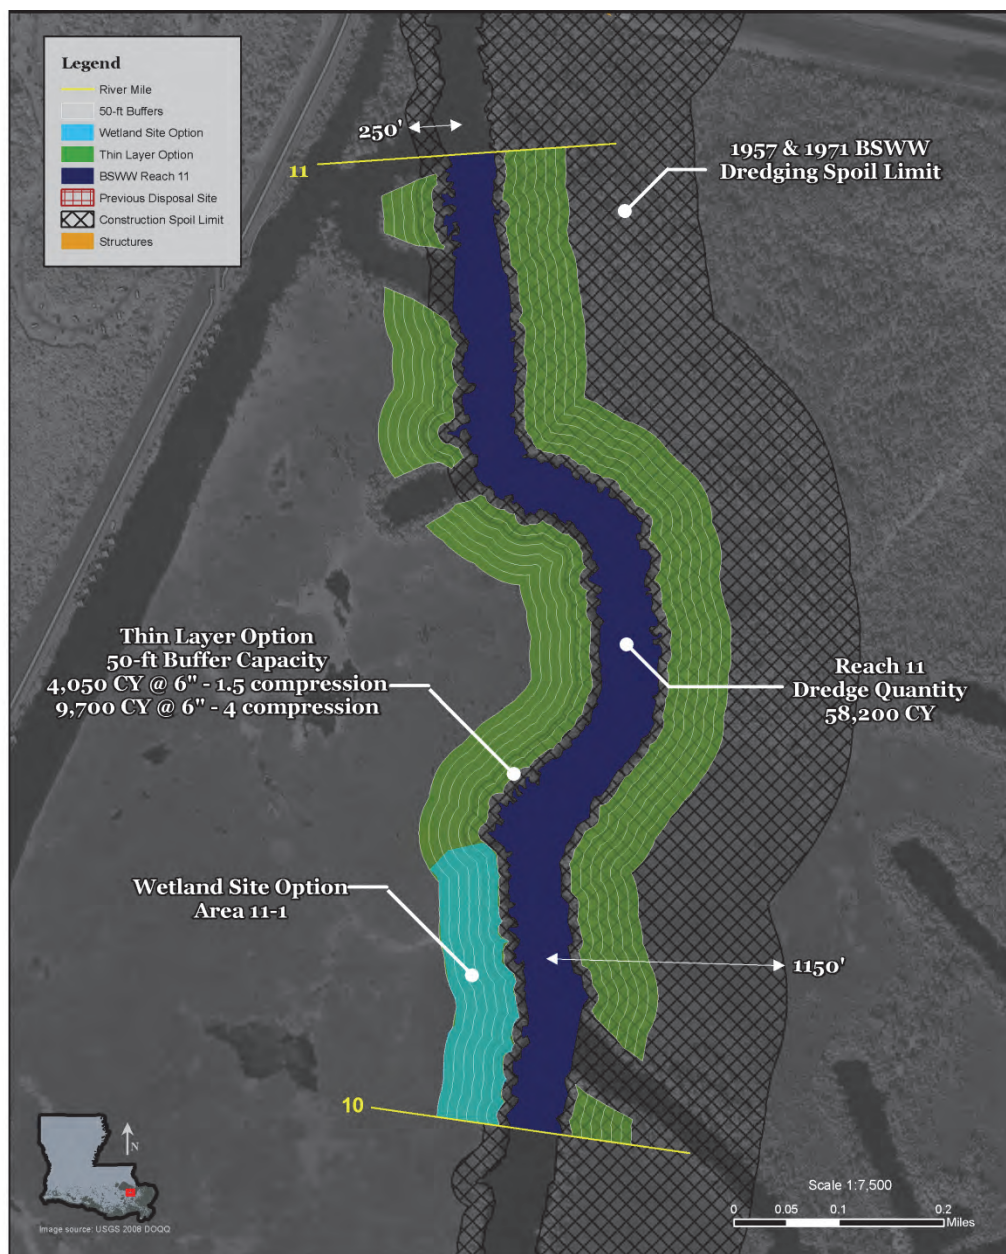 Legend
River Mile
50-ft Buffers
Wetland Site Option
Thin Layer Option
BSWW Reach 11
Previous Disposal Site
Construction Spoil Limit
Structures
250'
11
1957 & 1971 BSWW
Dredging Spoil Limit
Thin Layer Option
50-ft Buffer Capacity
4,050 CY @ 6" - 1.5 compression
9,700 CY @ 6" - 4 compression
Reach 11
Dredge Quantity
58,200 CY
Wetland Site Option
Area 11-1
1150'
10
N
Image source: USGS 2008 DOQQ
Scale 1:7,500
0 0.05 0.1 0.2
Miles